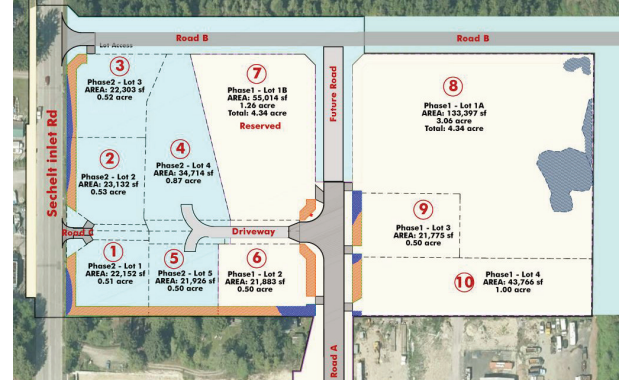 Road B
Road B
Lot Access
3
Phase2 - Lot 3
AREA: 22,303 sf
0.52 acre
7
Phase1 - Lot 1B
AREA: 55,014 sf
1.26 acre
Total: 4.34 acre
Reserved
8
Phase1 - Lot 1A
AREA: 133,397 sf
3.06 acre
Total: 4.34 acre
Future Road
Sechelt inlet Rd
2
Phase2 - Lot 2
AREA: 23,132 sf
0.53 acre
4
Phase2 - Lot 4
AREA: 34,714 sf
0.87 acre
9
Phase1 - Lot 3
AREA: 21,775 sf
0.50 acre
Road C
Driveway
1
Phase2 - Lot 1
AREA: 22,152 sf
0.51 acre
5
Phase2 - Lot 5
AREA: 21,926 sf
0.50 acre
6
Phase1 - Lot 2
AREA: 21,883 sf
0.50 acre
10
Phase1 - Lot 4
AREA: 43,766 sf
1.00 acre
Road A